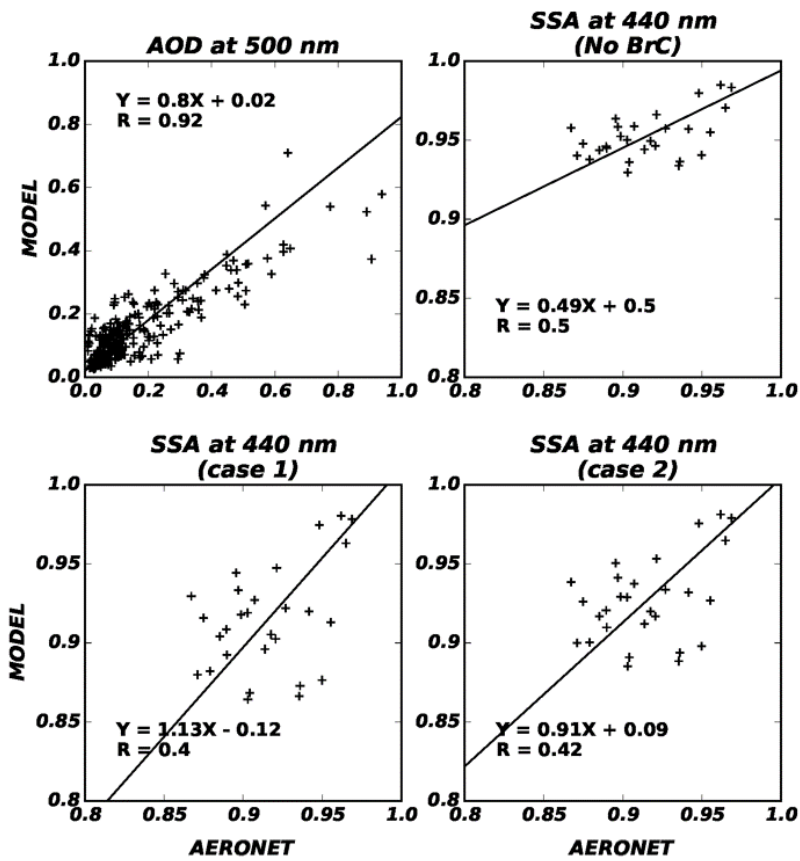 AOD at 500 nm
Y = 0.8X + 0.02
R = 0.92
MODEL
1.0
0.8
0.6
0.4
0.2
0.0
0.0 0.2 0.4 0.6 0.8 1.0
SSA at 440 nm
(No BrC)
1.0
0.95
0.9
0.85
0.8
Y = 0.49X + 0.5
R = 0.5
0.8 0.85 0.9 0.95 1.0
SSA at 440 nm
(case 1)
MODEL
1.0
0.95
0.9
0.85
0.8
Y = 1.13X - 0.12
R = 0.4
0.8 0.85 0.9 0.95 1.0
AERONET
SSA at 440 nm
(case 2)
1.0
0.95
0.9
0.85
0.8
Y = 0.91X + 0.09
R = 0.42
0.8 0.85 0.9 0.95 1.0
AERONET